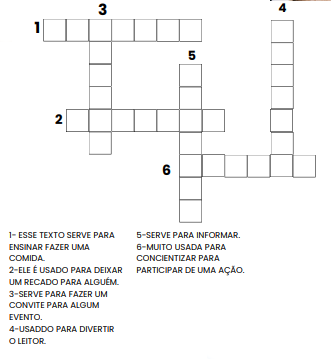 3
4
1
5
2
6
1- ESSE TEXTO SERVE PARA
ENSINAR FAZER UMA
COMIDA.
2-ELE É USADO PARA DEIXAR
UM RECADO PARA ALGUÉM.
3-SERVE PARA FAZER UM
CONVITE PARA ALGUM
EVENTO.
4-USADDO PARA DIVERTIR
O LEITOR.
5-SERVE PARA INFORMAR.
6-MUITO USADA PARA
CONCIENTIZAR PARA
PARTICIPAR DE UMA AÇÃO.